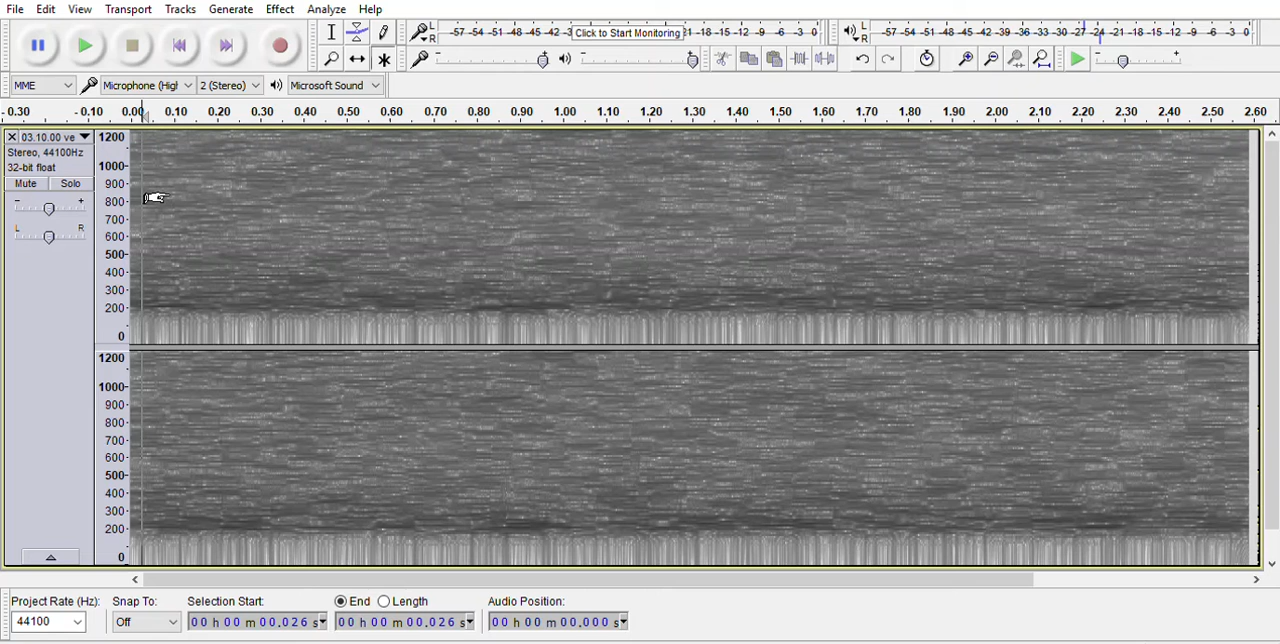 File Edit View Transport Tracks Generate Effect Analyze Help
L R -57 -54 -51 -48 -45 -42 -3 Click to Start Monitoring 21 -18 -15 -12 -9 -6 -3 0 L R -57 -54 -51 -48 -45 -42 -39 -36 -33 -30 -27 -24 -21 -18 -15 -12 -9 -6 -3 0
- + - + - +
MME Microphone (Higl 2 (Stereo) Microsoft Sound
-0.30 -0.10 0.00 0.10 0.20 0.30 0.40 0.50 0.60 0.70 0.80 0.90 1.00 1.10 1.20 1.30 1.40 1.50 1.60 1.70 1.80 1.90 2.00 2.10 2.20 2.30 2.40 2.50 2.60
03.10.00 ve 1200
Stereo, 44100Hz
32-bit float 1000
Mute Solo 900
- + 800
700
L R 600
500
400
300
200
0
1200
1000
900
800
700
600
500
400
300
200
0
Project Rate (Hz): Snap To: Selection Start: End Length Audio Position:
44100 Off 00 h 00 m 00.026 s 00 h 00 m 00.026 s 00 h 00 m 00.000 s